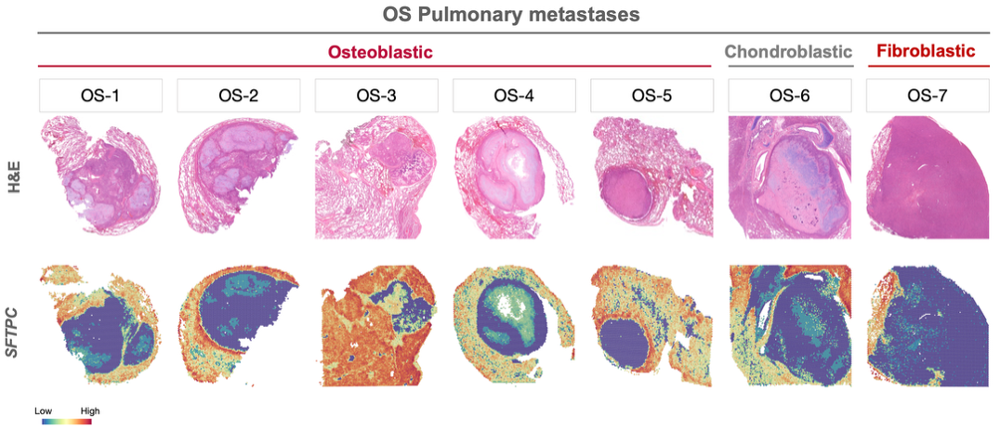 OS Pulmonary metastases
Osteoblastic Chondroblastic Fibroblastic
OS-1 OS-2 OS-3 OS-4 OS-5 OS-6 OS-7
H&E
SFTPC
Low High